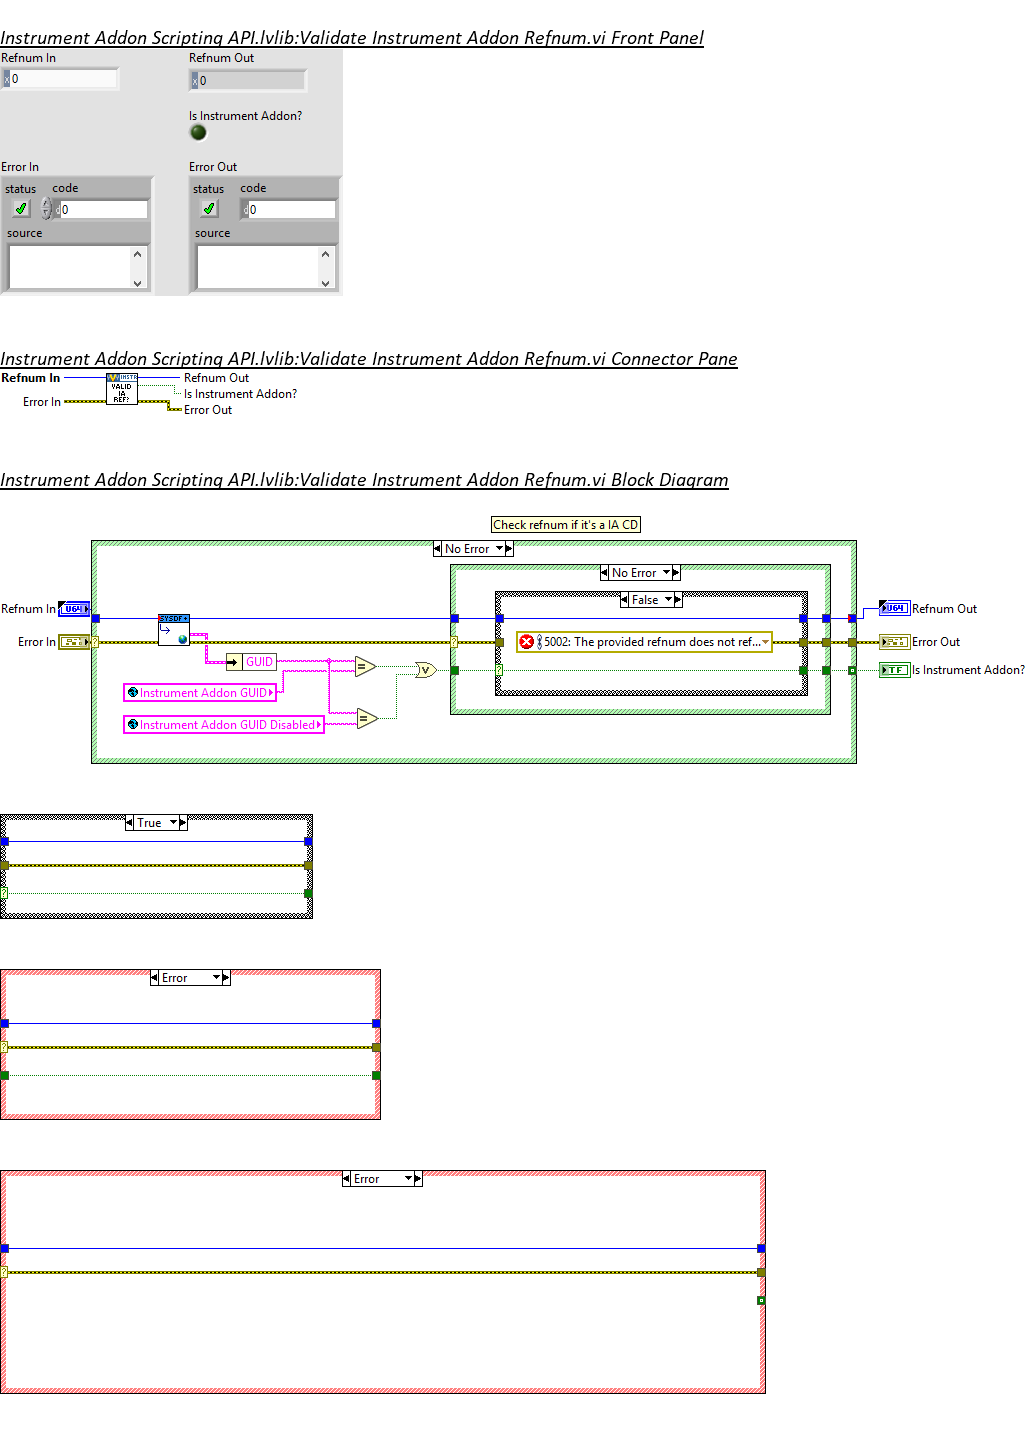 Instrument Addon Scripting API.lvlib:Validate Instrument Addon Refnum.vi Front Panel
Refnum In
Refnum Out
x 0
x 0
Is Instrument Addon?
Error In
Error Out
status code
status code
d 0
d 0
source
source
Instrument Addon Scripting API.lvlib:Validate Instrument Addon Refnum.vi Connector Pane
Refnum In
INSTR
Refnum Out
VALID
IA
REF?
Is Instrument Addon?
Error In
Error Out
Instrument Addon Scripting API.lvlib:Validate Instrument Addon Refnum.vi Block Diagram
Check refnum if it's a IA CD
No Error
No Error
False
Refnum In
U64
U64
Refnum Out
Error In
?
?
5002: The provided refnum does not ref...
Error Out
GUID
=
V
?
TF
Is Instrument Addon?
Instrument Addon GUID
Instrument Addon GUID Disabled
=
True
?
Error
?
Error
?